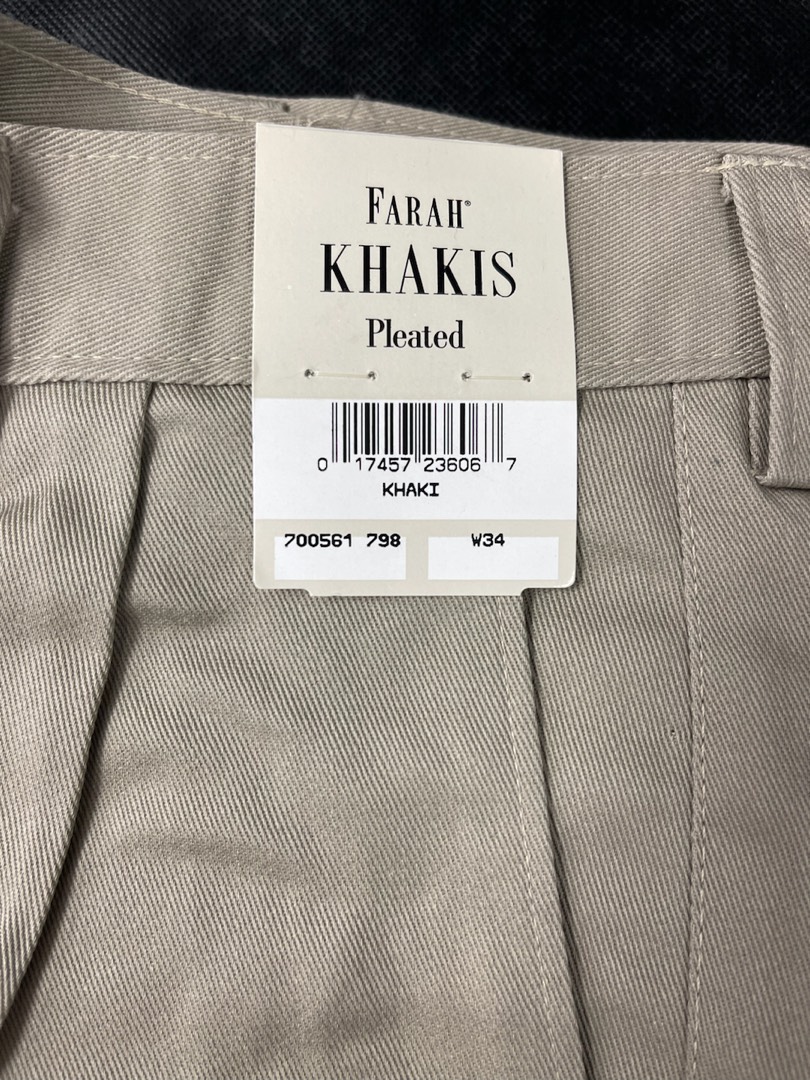 FARAH®
KHAKIS
Pleated
0 17457 23606 7
KHAKI
700561 798 W34